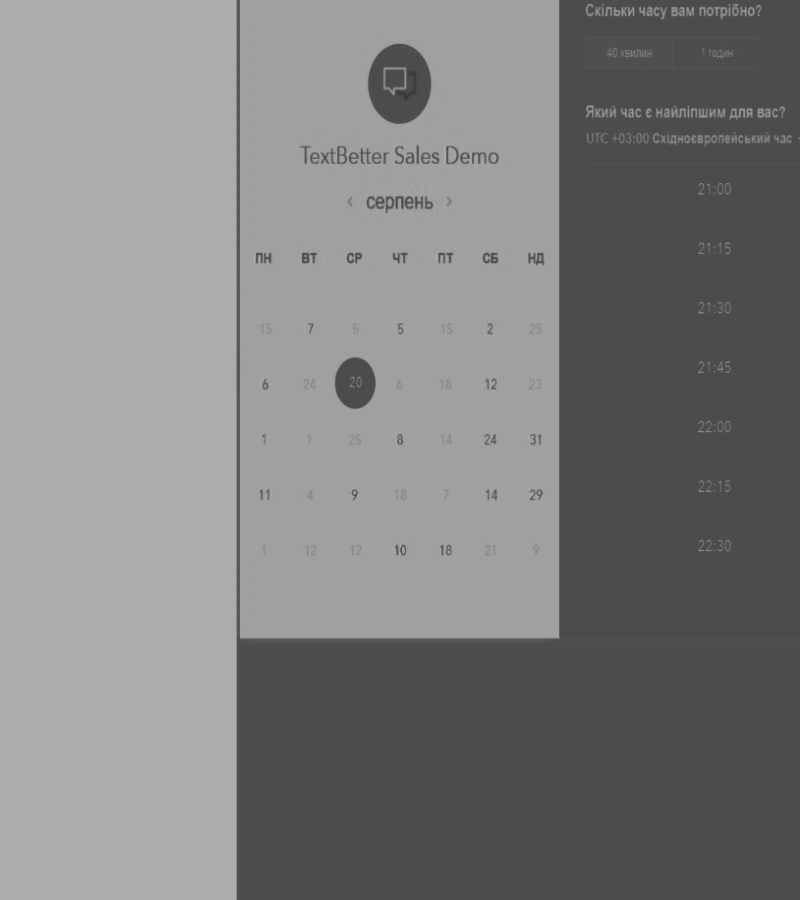 TextBetter Sales Demo
‹ серпень ›
ПН ВТ СР ЧТ ПТ СБ НД
15 7 5 5 15 2 25
6 24 20 6 18 12 23
1 1 25 8 14 24 31
11 4 9 18 7 14 29
1 12 12 10 18 21 9
Скільки часу вам потрібно?
40 хвилин 1 годин
Який час є найліпшим для вас?
UTC +03:00 Східноєвропейський час
21:00
21:15
21:30
21:45
22:00
22:15
22:30